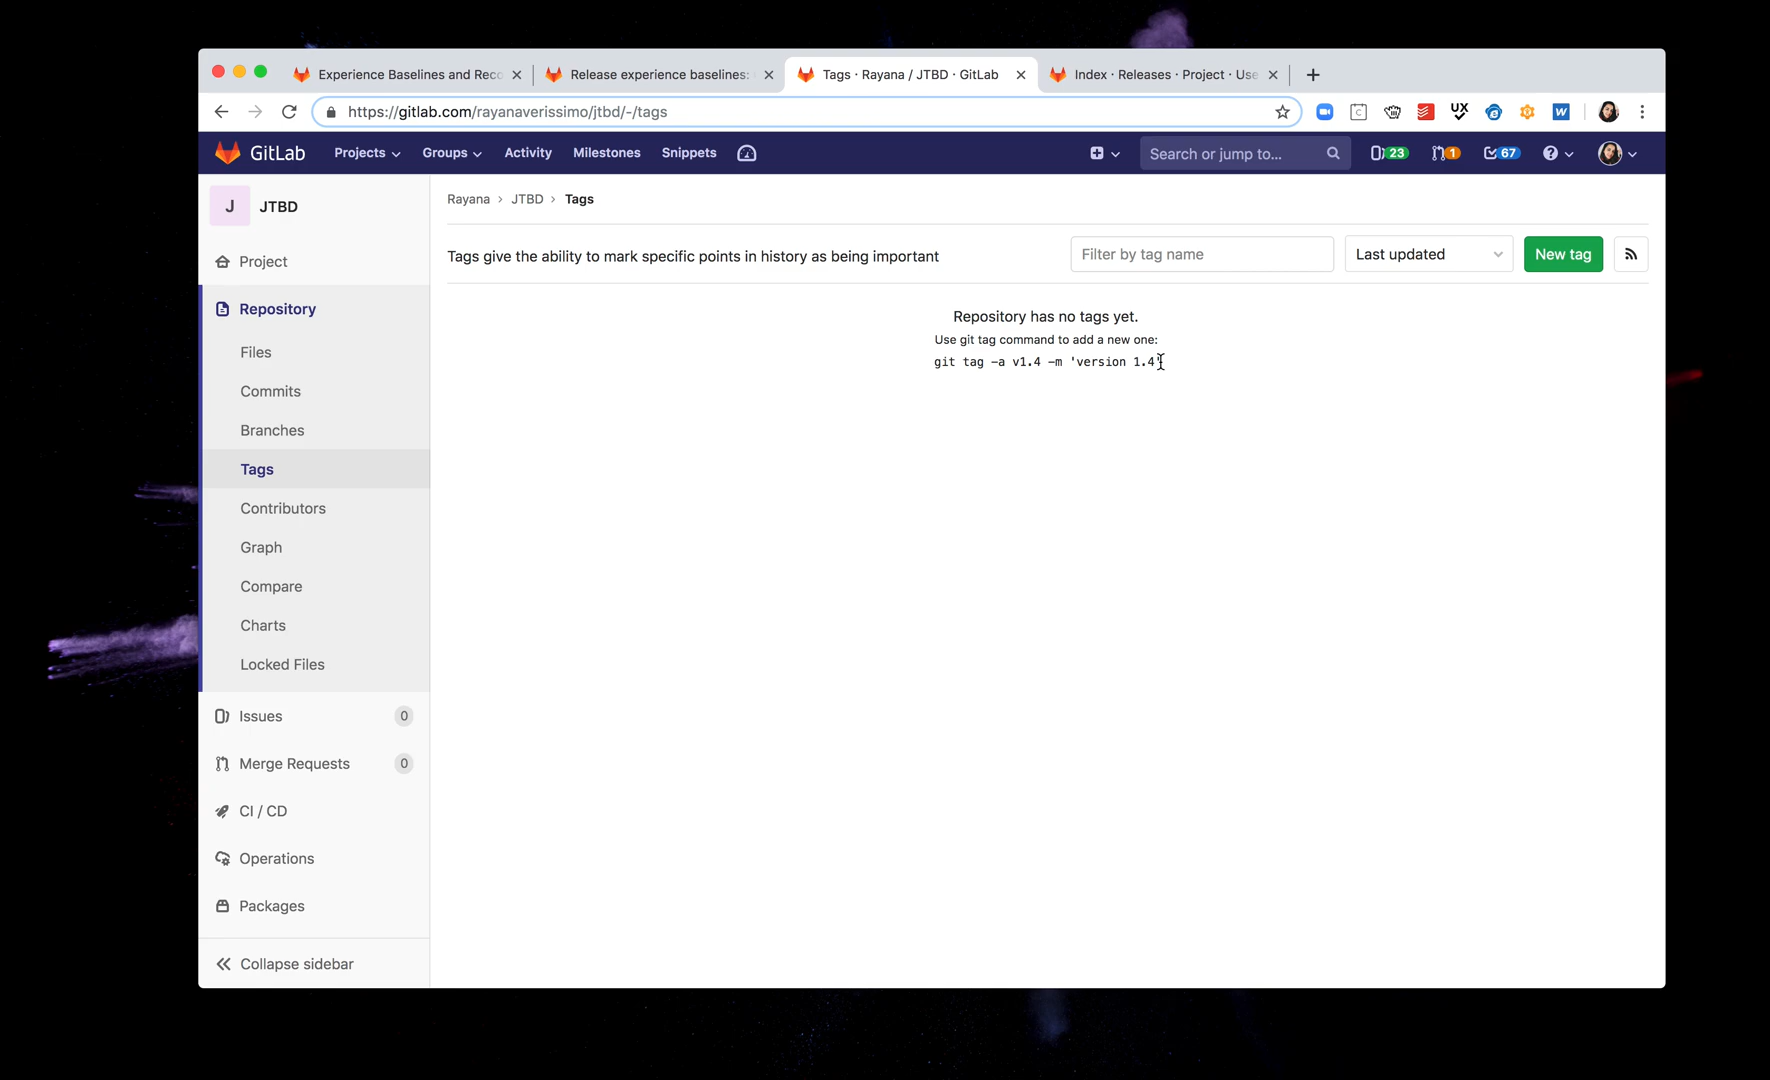 Experience Baselines and Reco
Release experience baselines:
Tags · Rayana / JTBD · GitLab
Index · Releases · Project · Use
https://gitlab.com/rayanaverissimo/jtbd/-/tags
UX
W
GitLab
Projects
Groups
Activity
Milestones
Snippets
Search or jump to...
23
1
67
J
JTBD
Rayana > JTBD > Tags
Tags give the ability to mark specific points in history as being important
Filter by tag name
Last updated
New tag
Project
Repository
Files
Commits
Branches
Tags
Contributors
Graph
Compare
Charts
Locked Files
Issues
0
Merge Requests
0
CI / CD
Operations
Packages
Collapse sidebar
Repository has no tags yet.
Use git tag command to add a new one:
git tag -a v1.4 -m 'version 1.4'